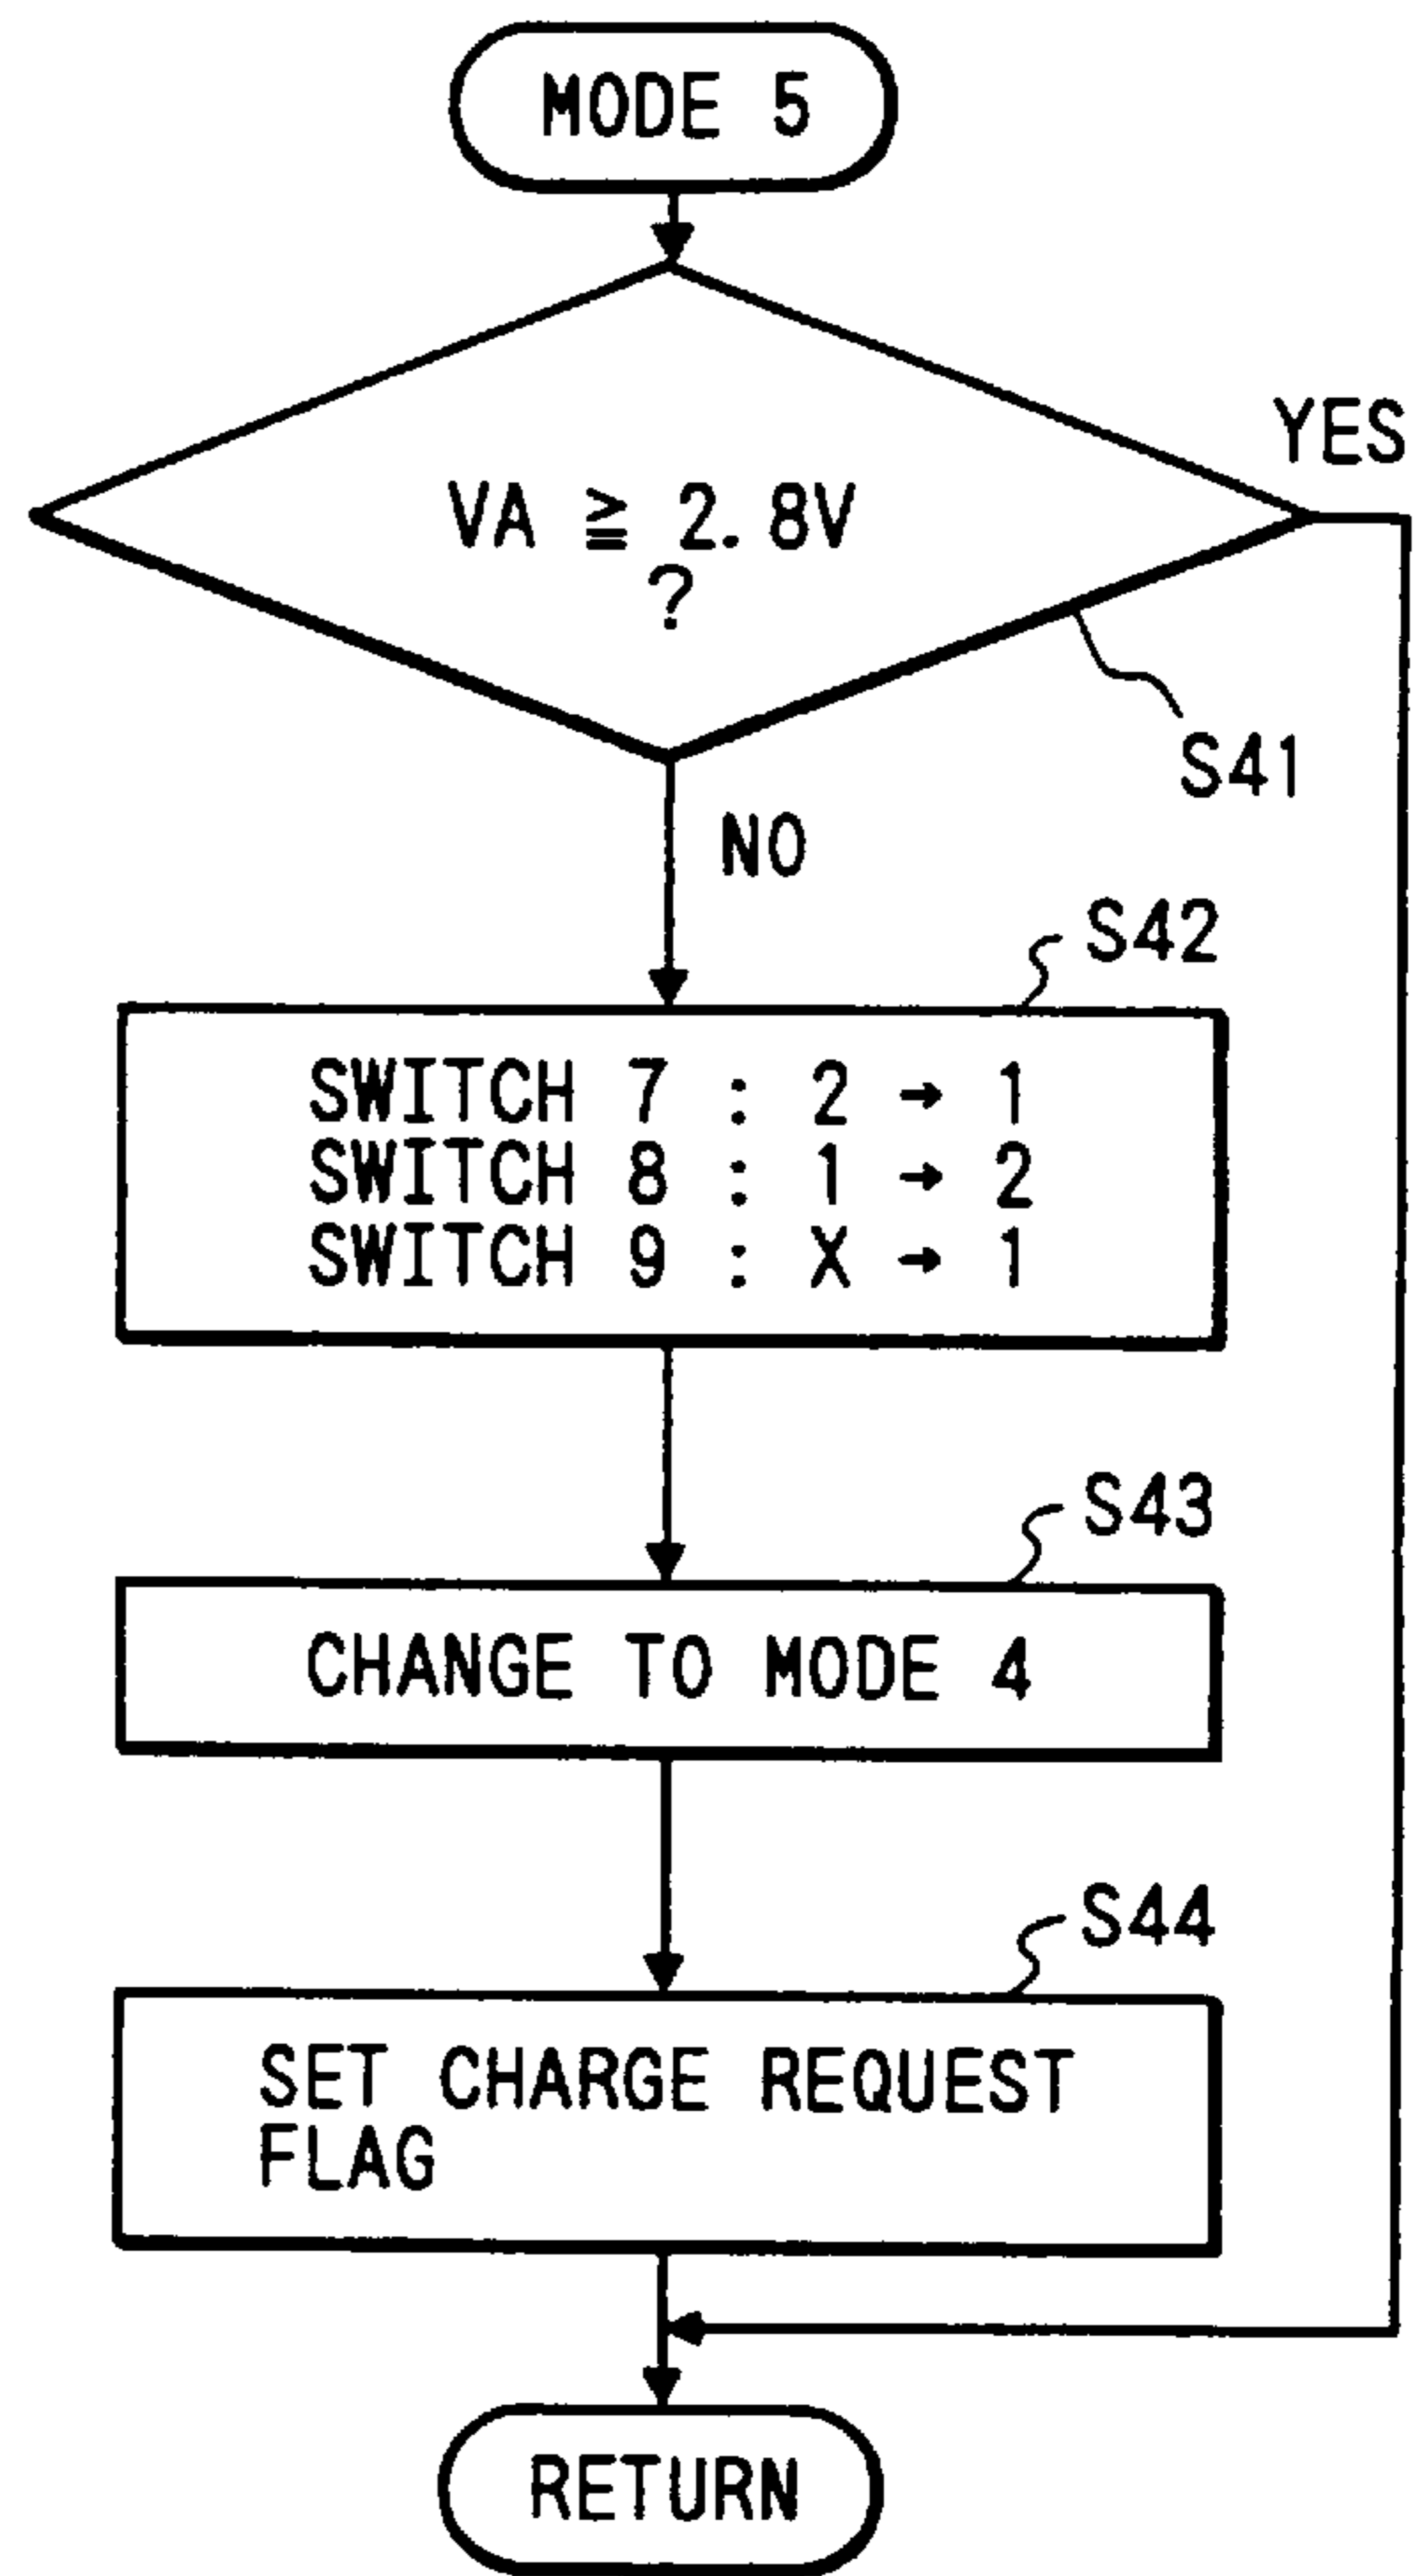 MODE 5
VA ≧ 2.8V
?
YES
S41
NO
S42
SWITCH 7 : 2 → 1
SWITCH 8 : 1 → 2
SWITCH 9 : X → 1
S43
CHANGE TO MODE 4
S44
SET CHARGE REQUEST
FLAG
RETURN